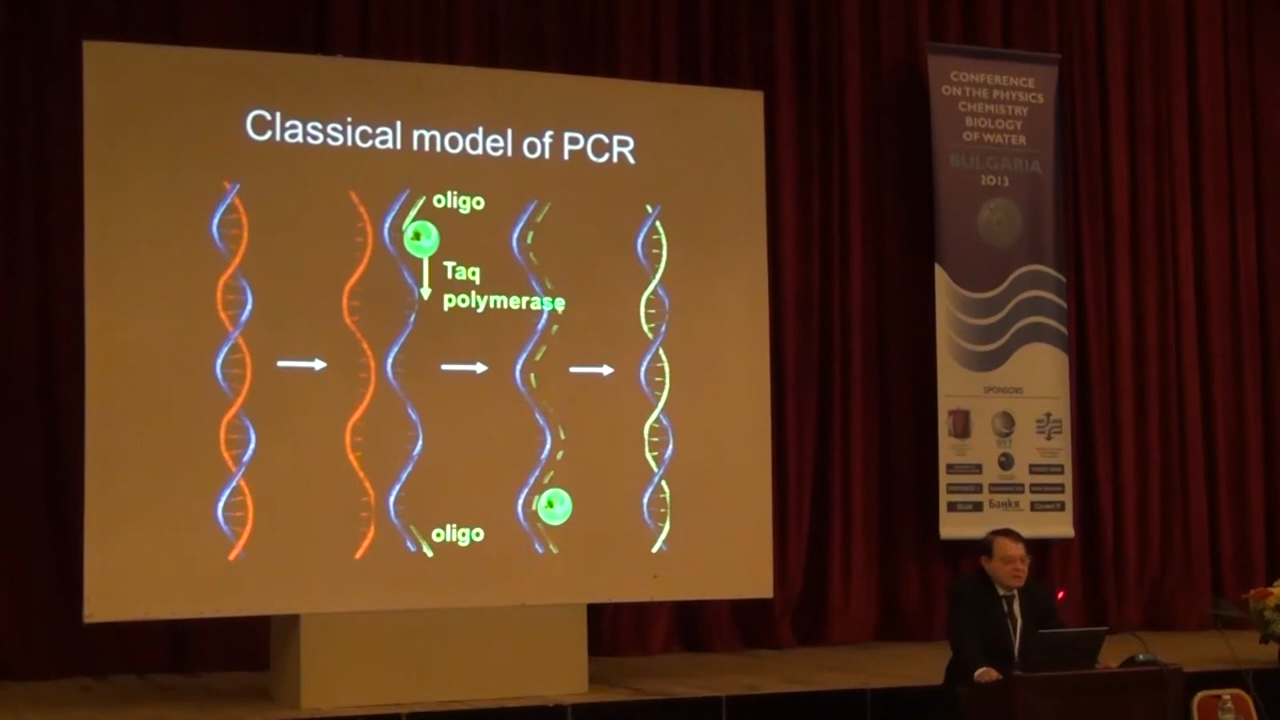 Classical model of PCR
oligo
Taq
polymerase
oligo
CONFERENCE
ON THE PHYSICS
CHEMISTRY
BIOLOGY
OF WATER
BULGARIA
2013
SPONSORS
Банкя